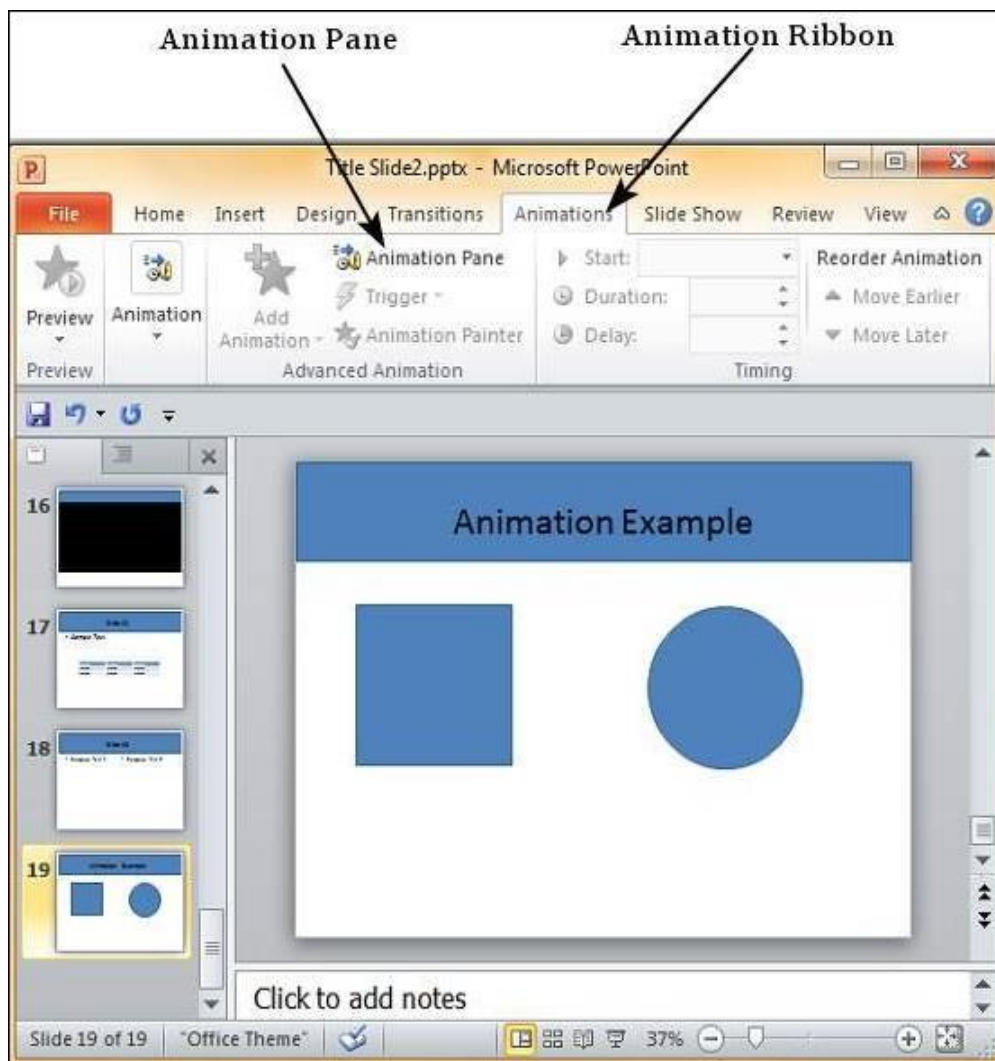 Animation Pane Animation Ribbon
Title Slide2.pptx - Microsoft PowerPoint
File Home Insert Design Transitions Animations Slide Show Review View
Preview
Animation
Add
Animation
Animation Pane
Trigger
Animation Painter
Start:
Duration:
Delay:
Reorder Animation
Move Earlier
Move Later
Preview Advanced Animation Timing
16
17
18
19
Animation Example
Click to add notes
Slide 19 of 19 "Office Theme" 37%